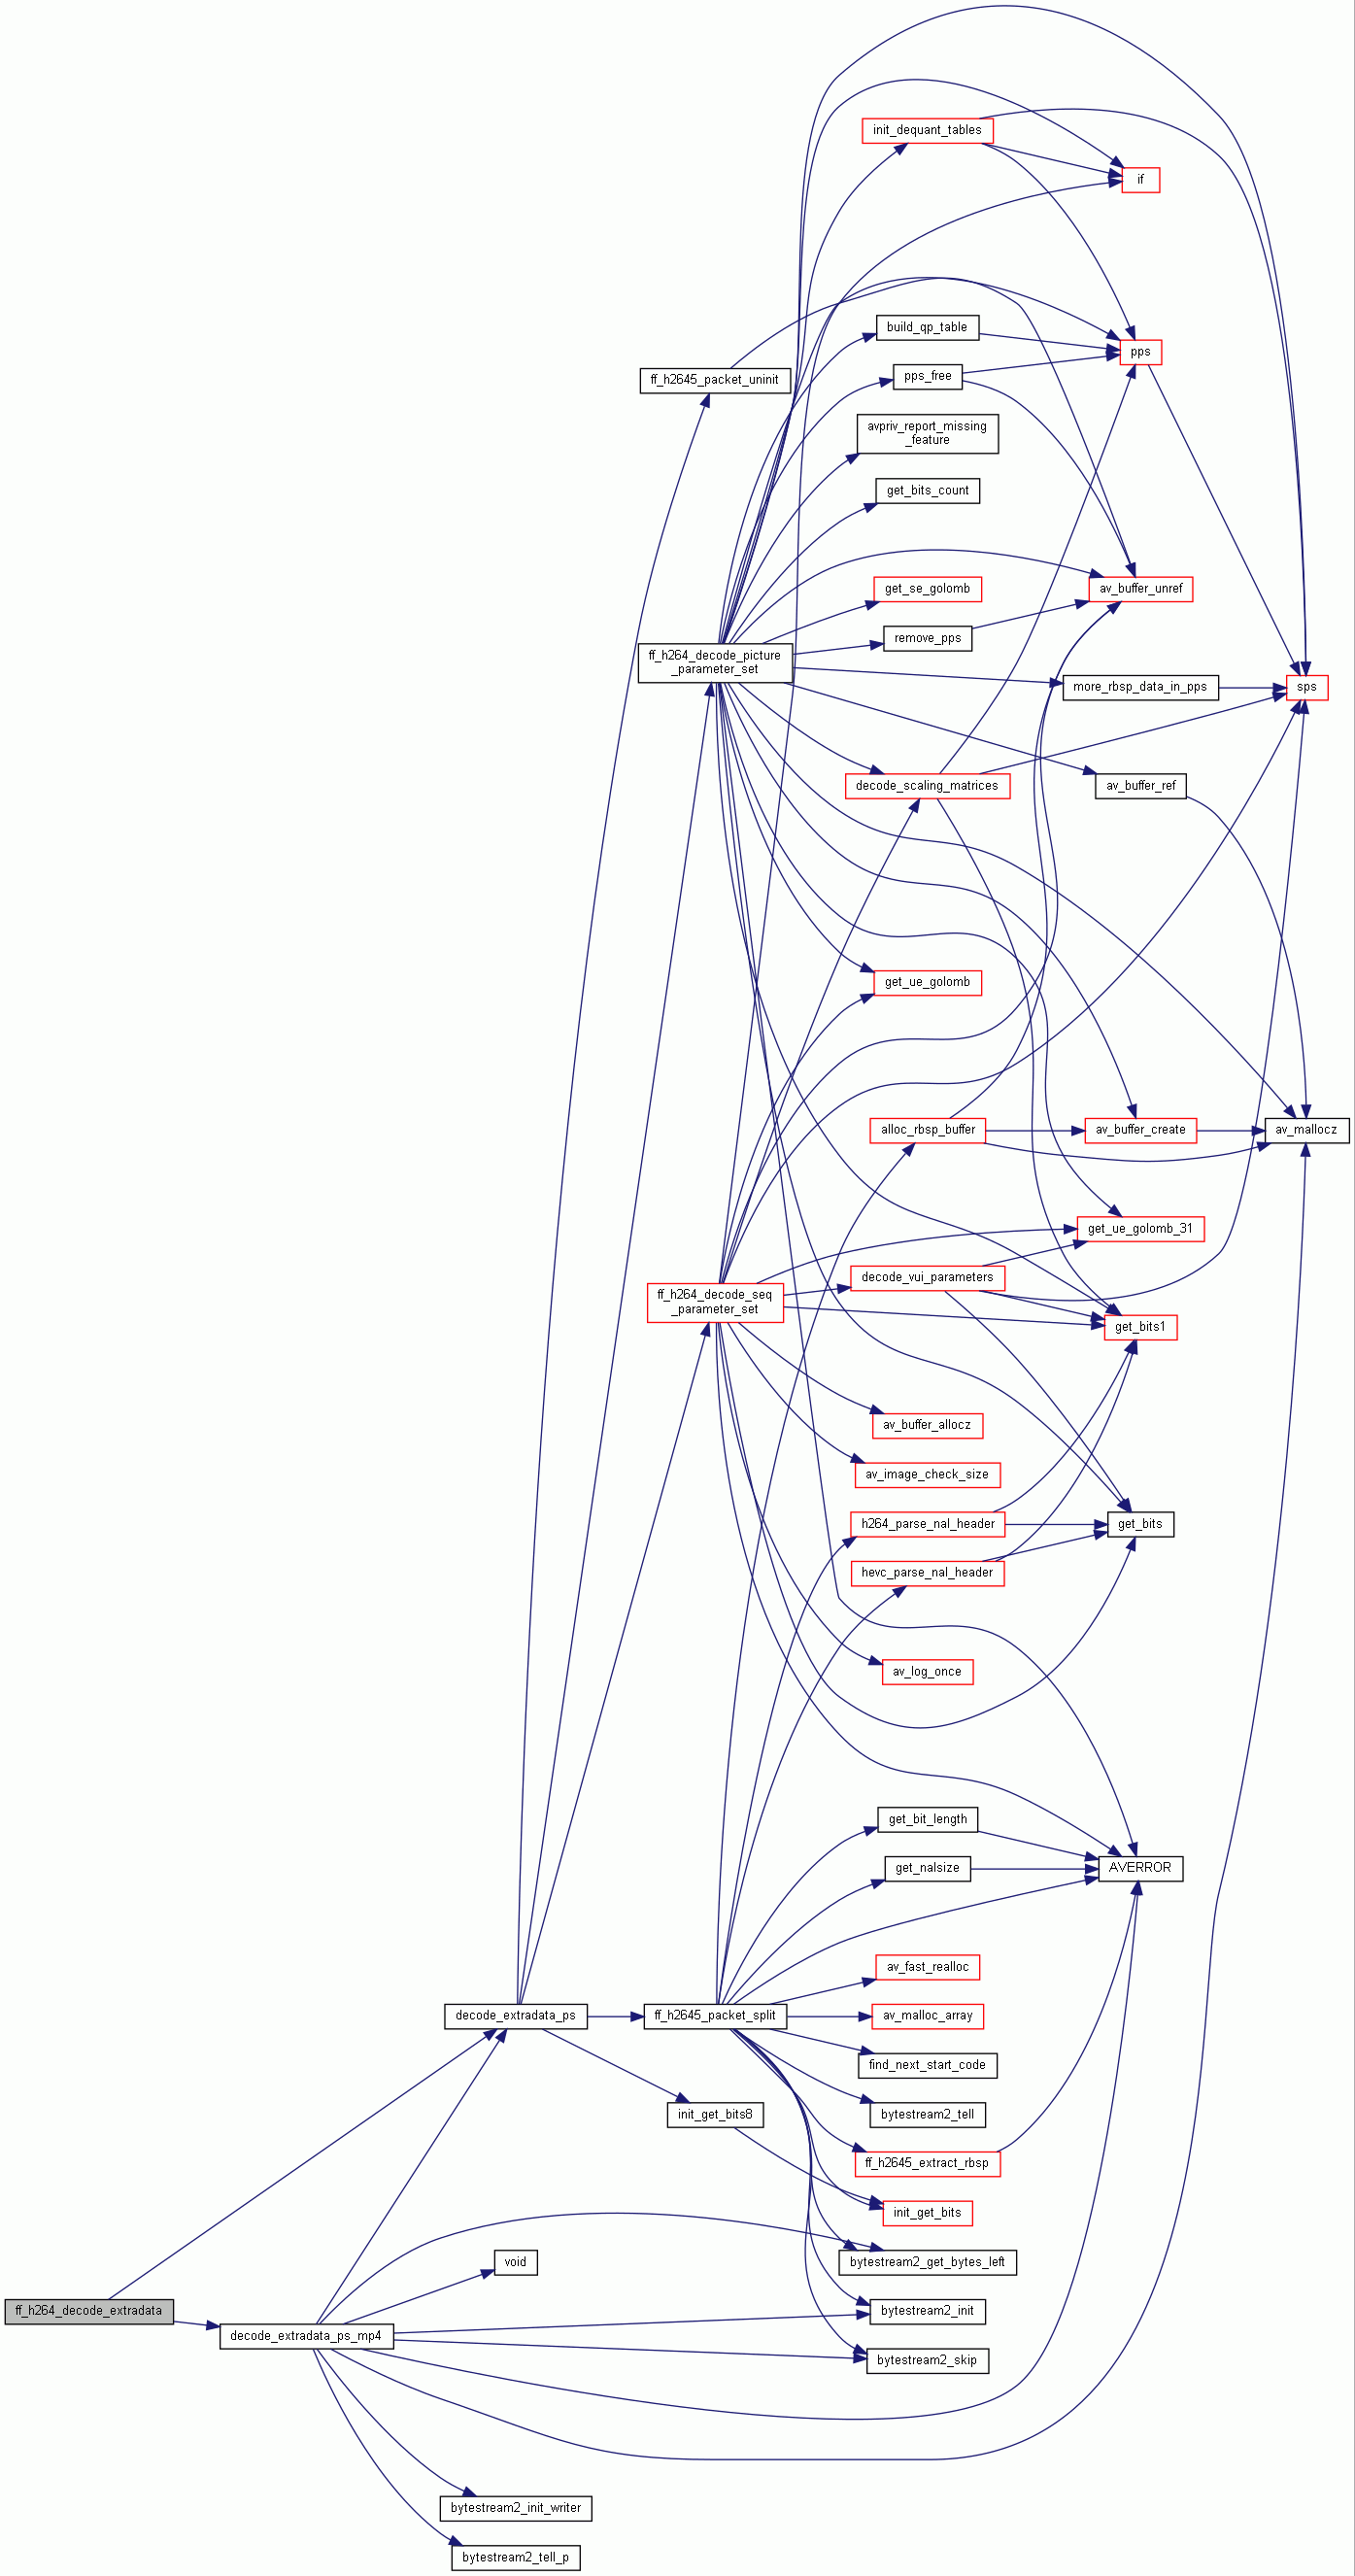 init_dequant_tables
if
build_qp_table
pps
ff_h2645_packet_uninit
pps_free
avpriv_report_missing
_feature
get_bits_count
get_se_golomb
av_buffer_unref
remove_pps
ff_h264_decode_picture
_parameter_set
more_rbsp_data_in_pps
sps
decode_scaling_matrices
av_buffer_ref
get_ue_golomb
alloc_rbsp_buffer
av_buffer_create
av_mallocz
get_ue_golomb_31
decode_vui_parameters
ff_h264_decode_seq
_parameter_set
get_bits1
av_buffer_allocz
av_image_check_size
h264_parse_nal_header
get_bits
hevc_parse_nal_header
av_log_once
get_bit_length
get_nalsize
AVERROR
av_fast_realloc
decode_extradata_ps
ff_h2645_packet_split
av_malloc_array
find_next_start_code
init_get_bits8
bytestream2_tell
ff_h2645_extract_rbsp
init_get_bits
void
bytestream2_get_bytes_left
ff_h264_decode_extradata
bytestream2_init
decode_extradata_ps_mp4
bytestream2_skip
bytestream2_init_writer
bytestream2_tell_p